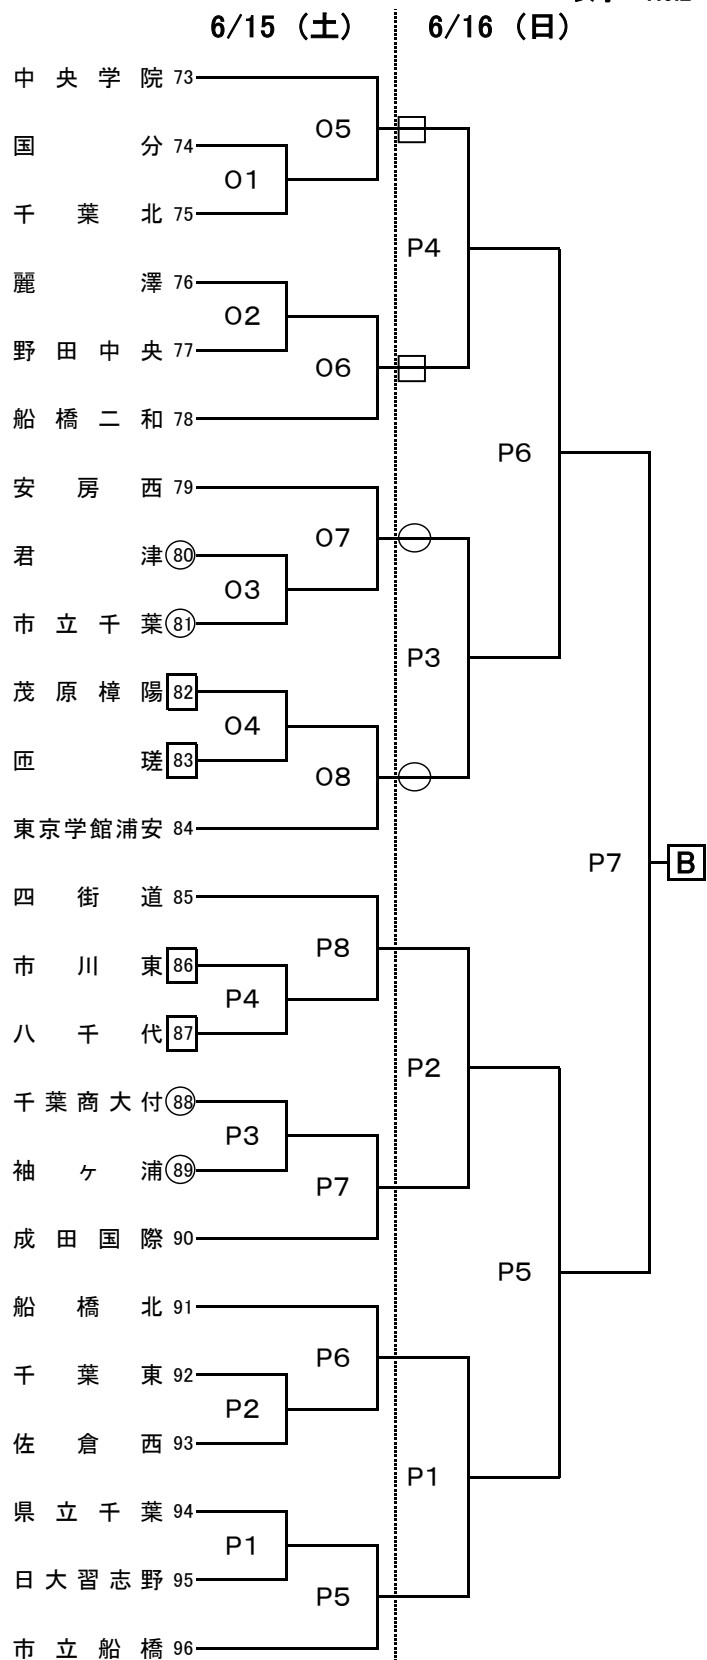 6/15 (土) 6/16 (日)
中央学院 73
O5
国分 74
O1
千葉北 75
P4
麗澤 76
O2
野田中央 77
O6
船橋二和 78
P6
安房西 79
O7
君津 80
O3
市立千葉 81
P3
茂原樟陽 82
O4
匝瑳 83
O8
東京学館浦安 84
P7 B
四街道 85
P8
市川東 86
P4
八千代 87
P2
千葉商大付 88
P3
袖ヶ浦 89
P7
成田国際 90
P5
船橋北 91
P6
千葉東 92
P2
佐倉西 93
P1
県立千葉 94
P1
日大習志野 95
P5
市立船橋 96